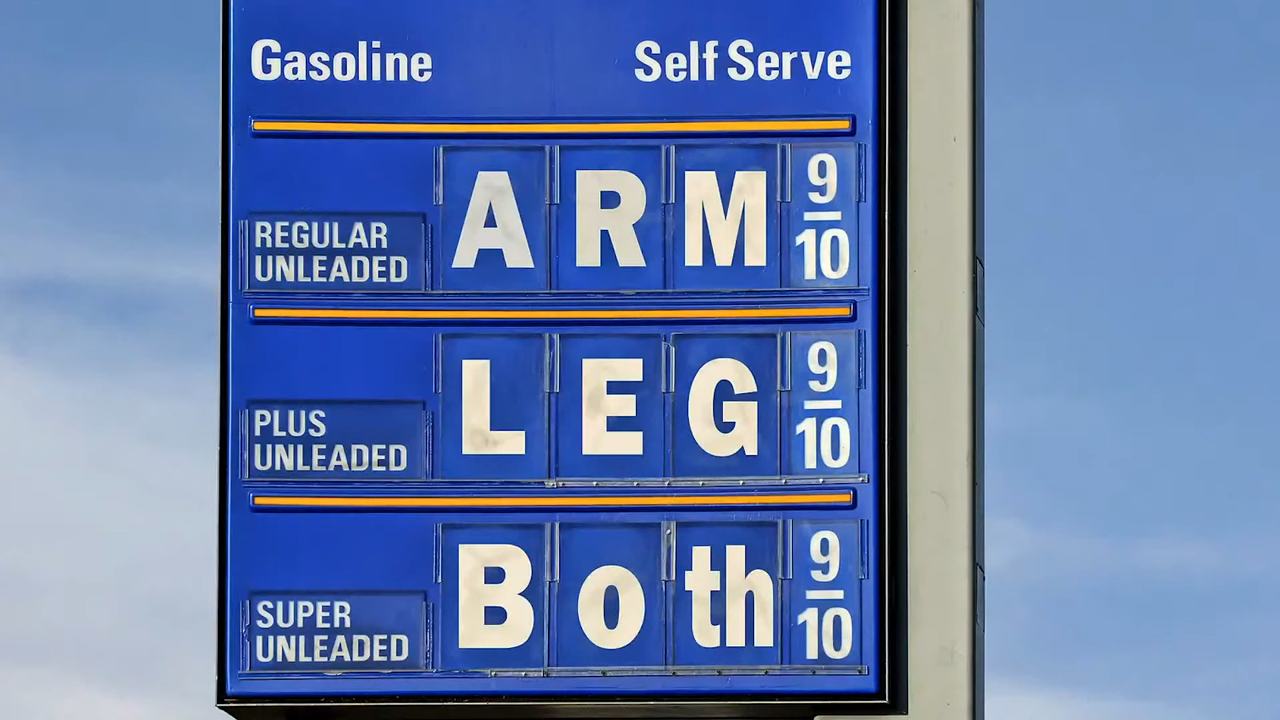 Gasoline Self Serve
REGULAR UNLEADED ARM 9/10
PLUS UNLEADED LEG 9/10
SUPER UNLEADED Both 9/10